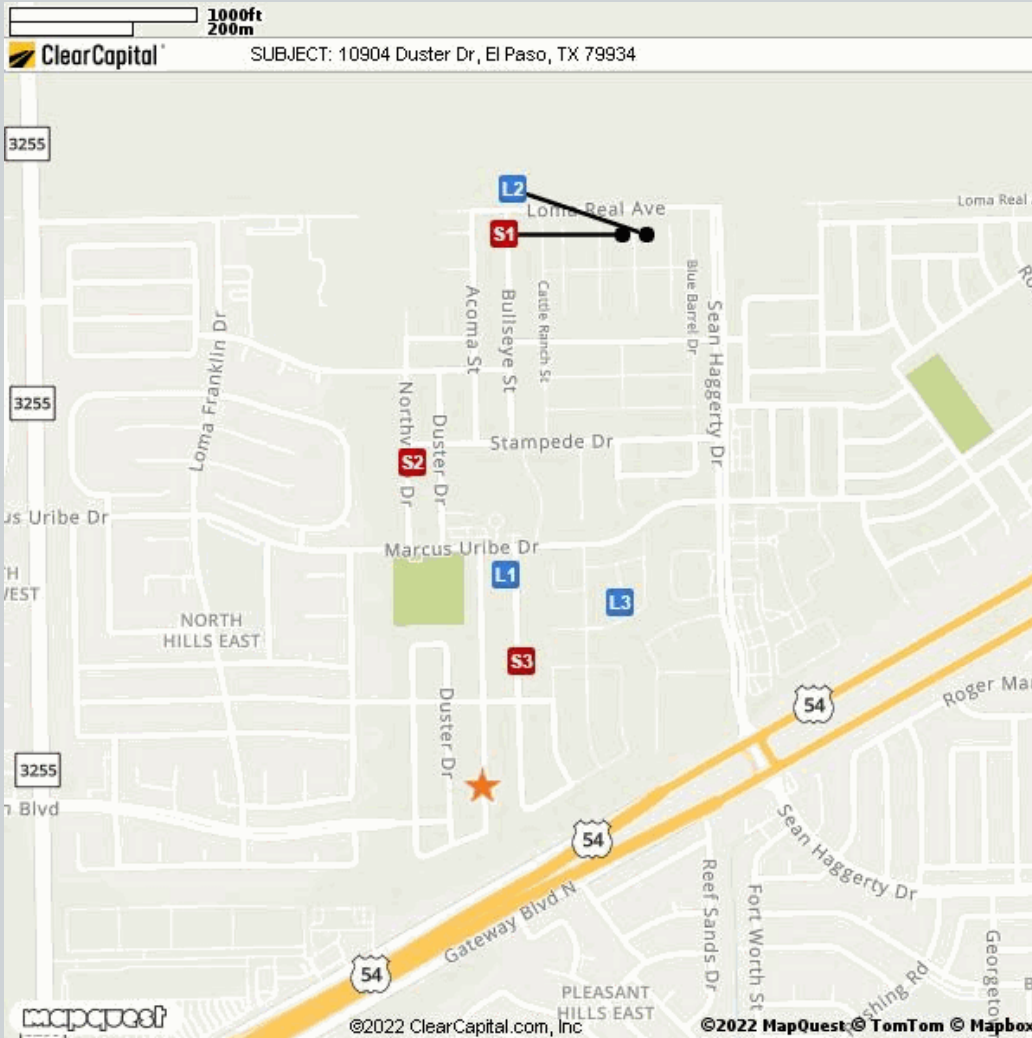 1000ft
200m
ClearCapital
SUBJECT: 10904 Duster Dr, El Paso, TX 79934
3255
L2
Loma Real Ave
Loma Real
S1
Blue Barrel Dr
Cattle Ranch St
Acoma St
Bullseye St
Sean Haggerty Dr
Loma Franklin Dr
3255
Northv Dr
Duster Dr
Stampede Dr
S2
us Uribe Dr
Marcus Uribe Dr
L1
L3
NORTH
HILLS EAST
S3
54
Roger Mar
Duster Dr
3255
Blvd
54
Sean Haggerty Dr
Gateway Blvd N
Reef Sands Dr
Fort Worth St
54
PLEASANT
HILLS EAST
mapquest
©2022 ClearCapital.com, Inc
©2022 MapQuest © TomTom © Mapbox